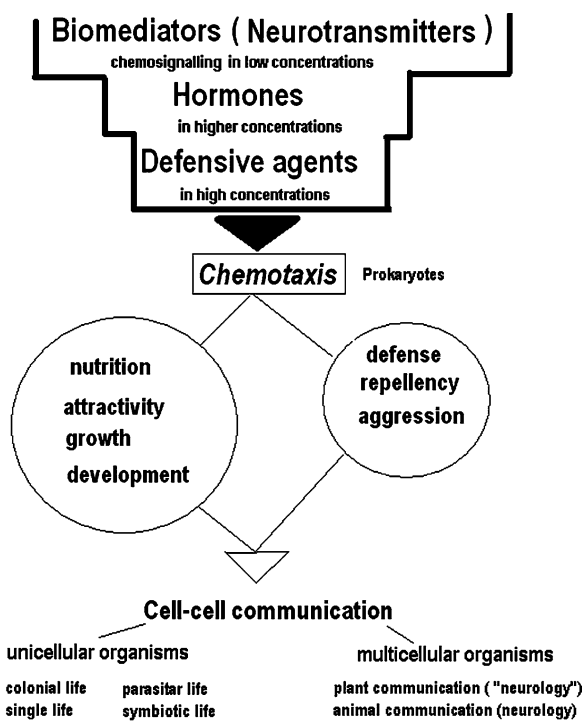 Biomediators ( Neurotransmitters )
chemosignalling in low concentrations
Hormones
in higher concentrations
Defensive agents
in high concentrations
Chemotaxis
Prokaryotes
nutrition
attractivity
growth
development
defense
repellency
aggression
Cell-cell communication
unicellular organisms
colonial life parasitar life
single life symbiotic life
multicellular organisms
plant communication ( "neurology")
animal communication (neurology)